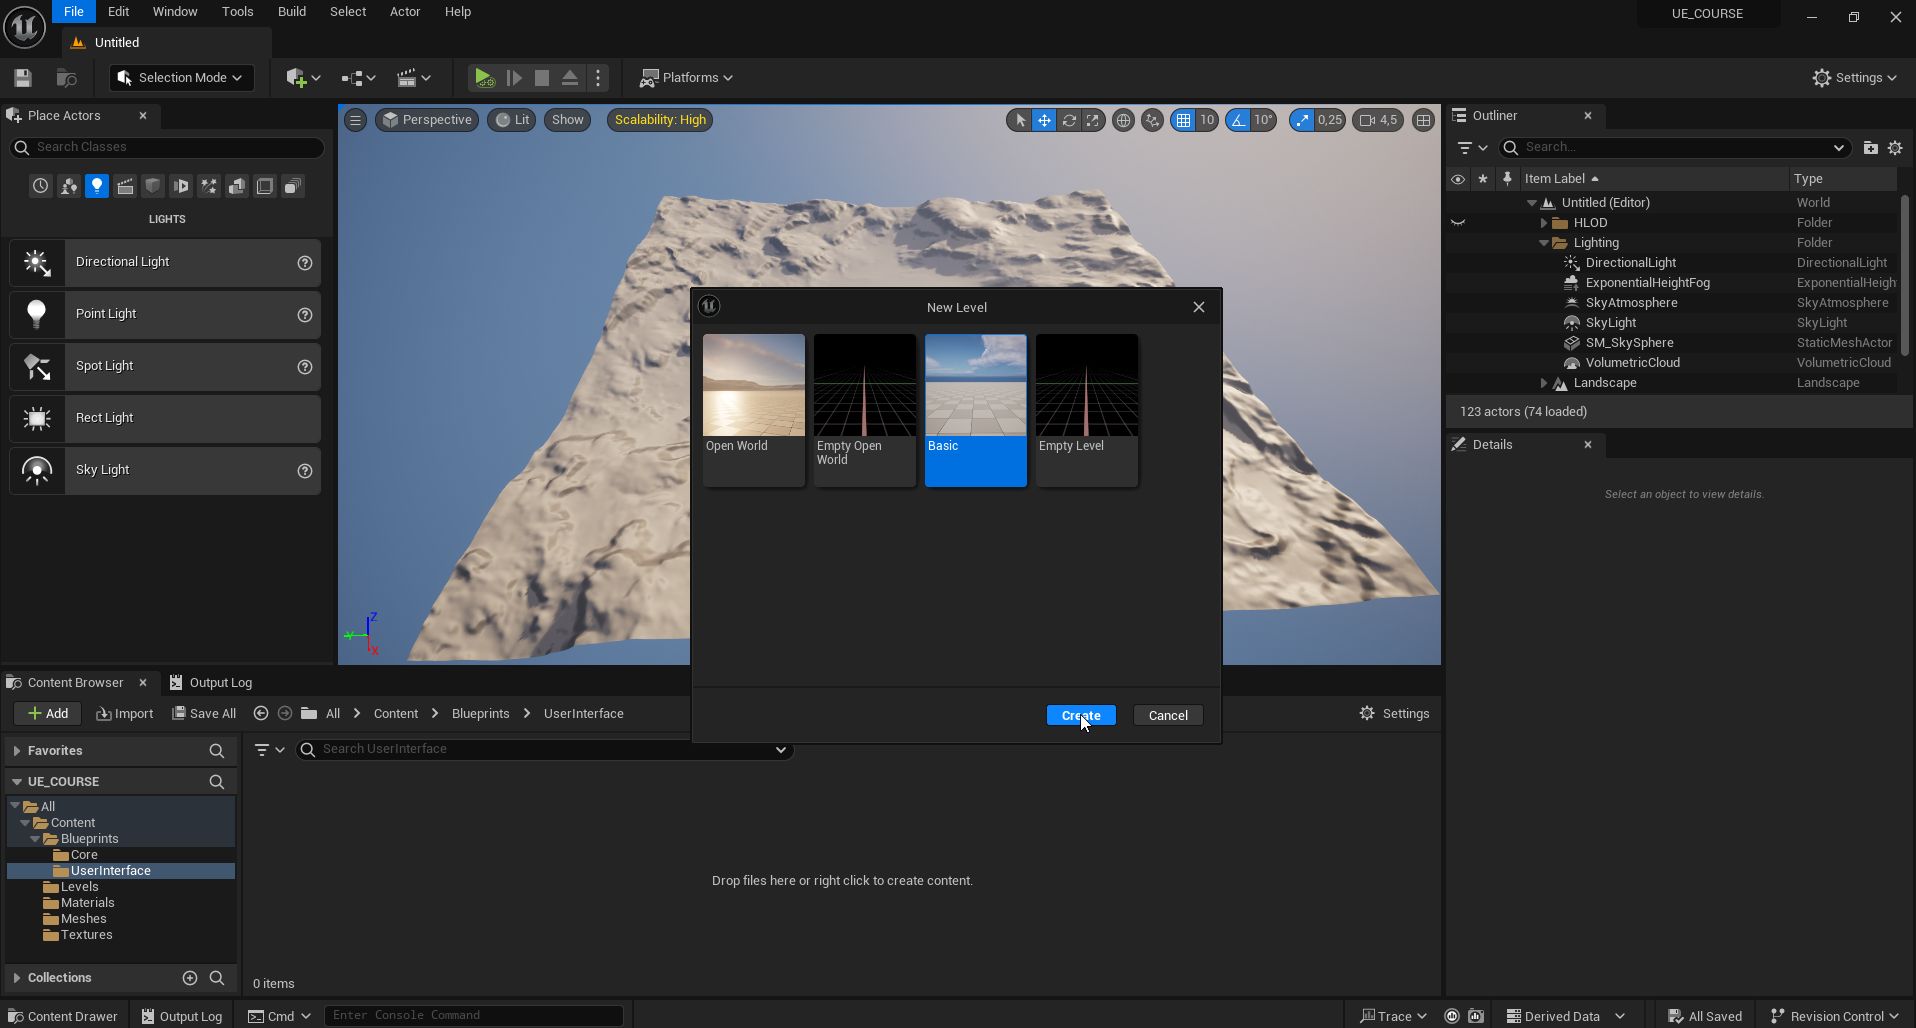 File Edit Window Tools Build Select Actor Help
UE_COURSE
Untitled
Selection Mode
Platforms
Settings
Place Actors
Search Classes
LIGHTS
Directional Light
Point Light
Spot Light
Rect Light
Sky Light
Perspective Lit Show Scalability: High 10 10° 0,25 4,5
Z
Y
X
New Level
Open World
Empty Open World
Basic
Empty Level
Create Cancel
Outliner
Search...
Item Label Type
Untitled (Editor) World
HLOD Folder
Lighting Folder
DirectionalLight DirectionalLight
ExponentialHeightFog ExponentialHeigh
SkyAtmosphere SkyAtmosphere
SkyLight SkyLight
SM_SkySphere StaticMeshActor
VolumetricCloud VolumetricCloud
Landscape Landscape
123 actors (74 loaded)
Details
Select an object to view details.
Content Browser Output Log
Add Import Save All All Content Blueprints UserInterface Settings
Favorites
UE_COURSE
All
Content
Blueprints
Core
UserInterface
Levels
Materials
Meshes
Textures
Collections
Search UserInterface
Drop files here or right click to create content.
0 items
Content Drawer Output Log Cmd Enter Console Command Trace Derived Data All Saved Revision Control